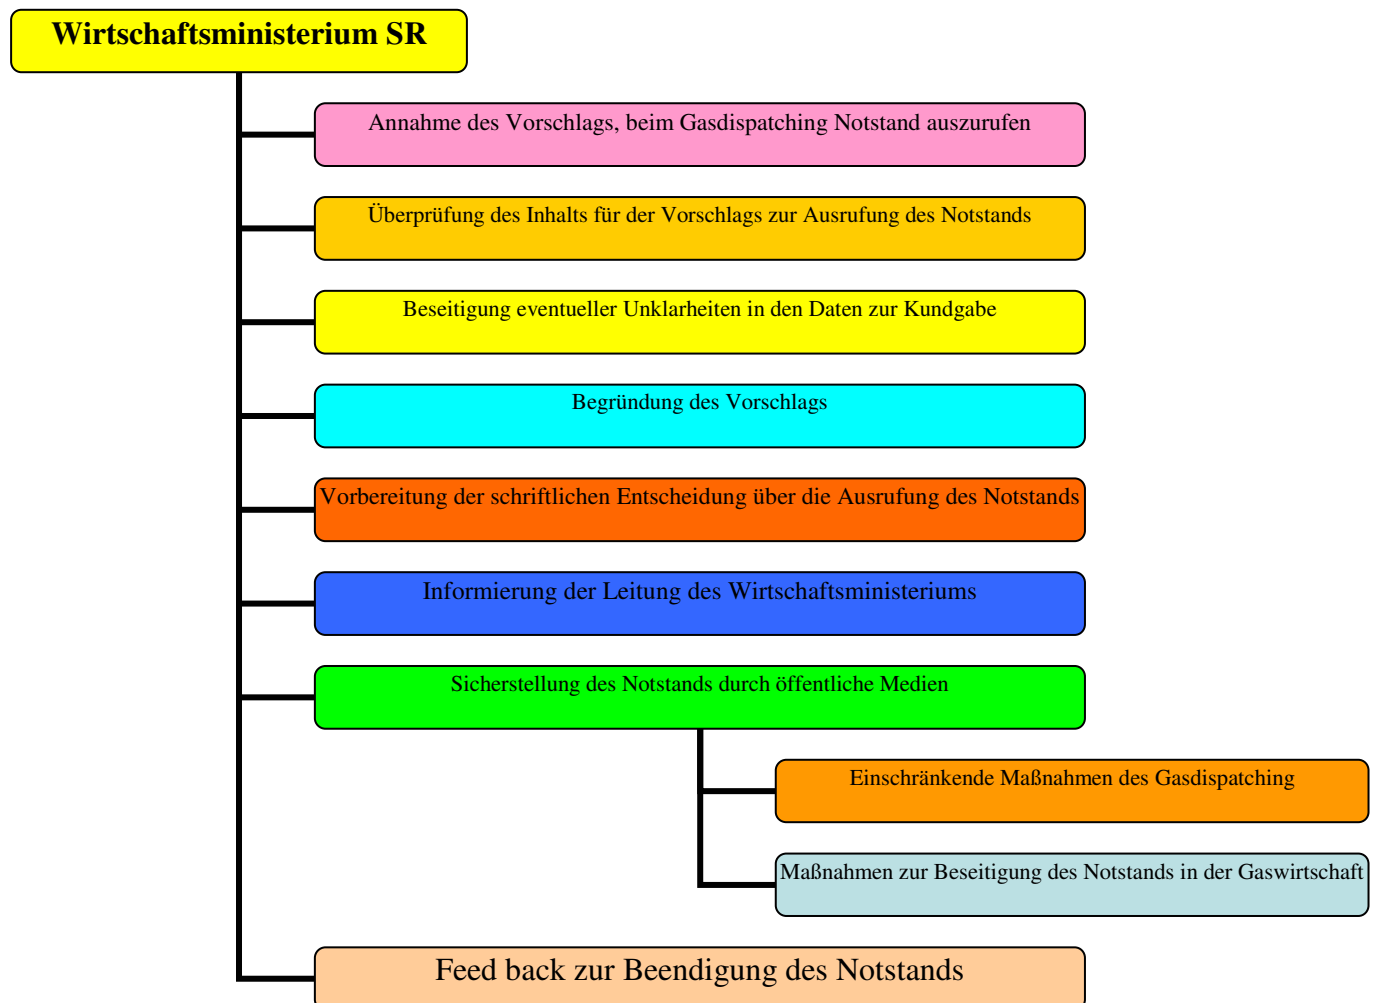 Wirtschaftsministerium SR
Annahme des Vorschlags, beim Gasdispatching Notstand auszurufen
Überprüfung des Inhalts für der Vorschlags zur Ausrufung des Notstands
Beseitigung eventueller Unklarheiten in den Daten zur Kundgabe
Begründung des Vorschlags
Vorbereitung der schriftlichen Entscheidung über die Ausrufung des Notstands
Informierung der Leitung des Wirtschaftsministeriums
Sicherstellung des Notstands durch öffentliche Medien
Einschränkende Maßnahmen des Gasdispatching
Maßnahmen zur Beseitigung des Notstands in der Gaswirtschaft
Feed back zur Beendigung des Notstands